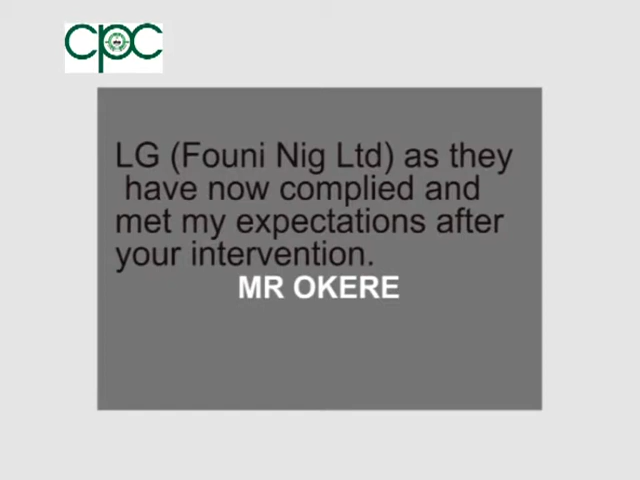 cpc
LG (Founi Nig Ltd) as they
have now complied and
met my expectations after
your intervention.
MR OKERE